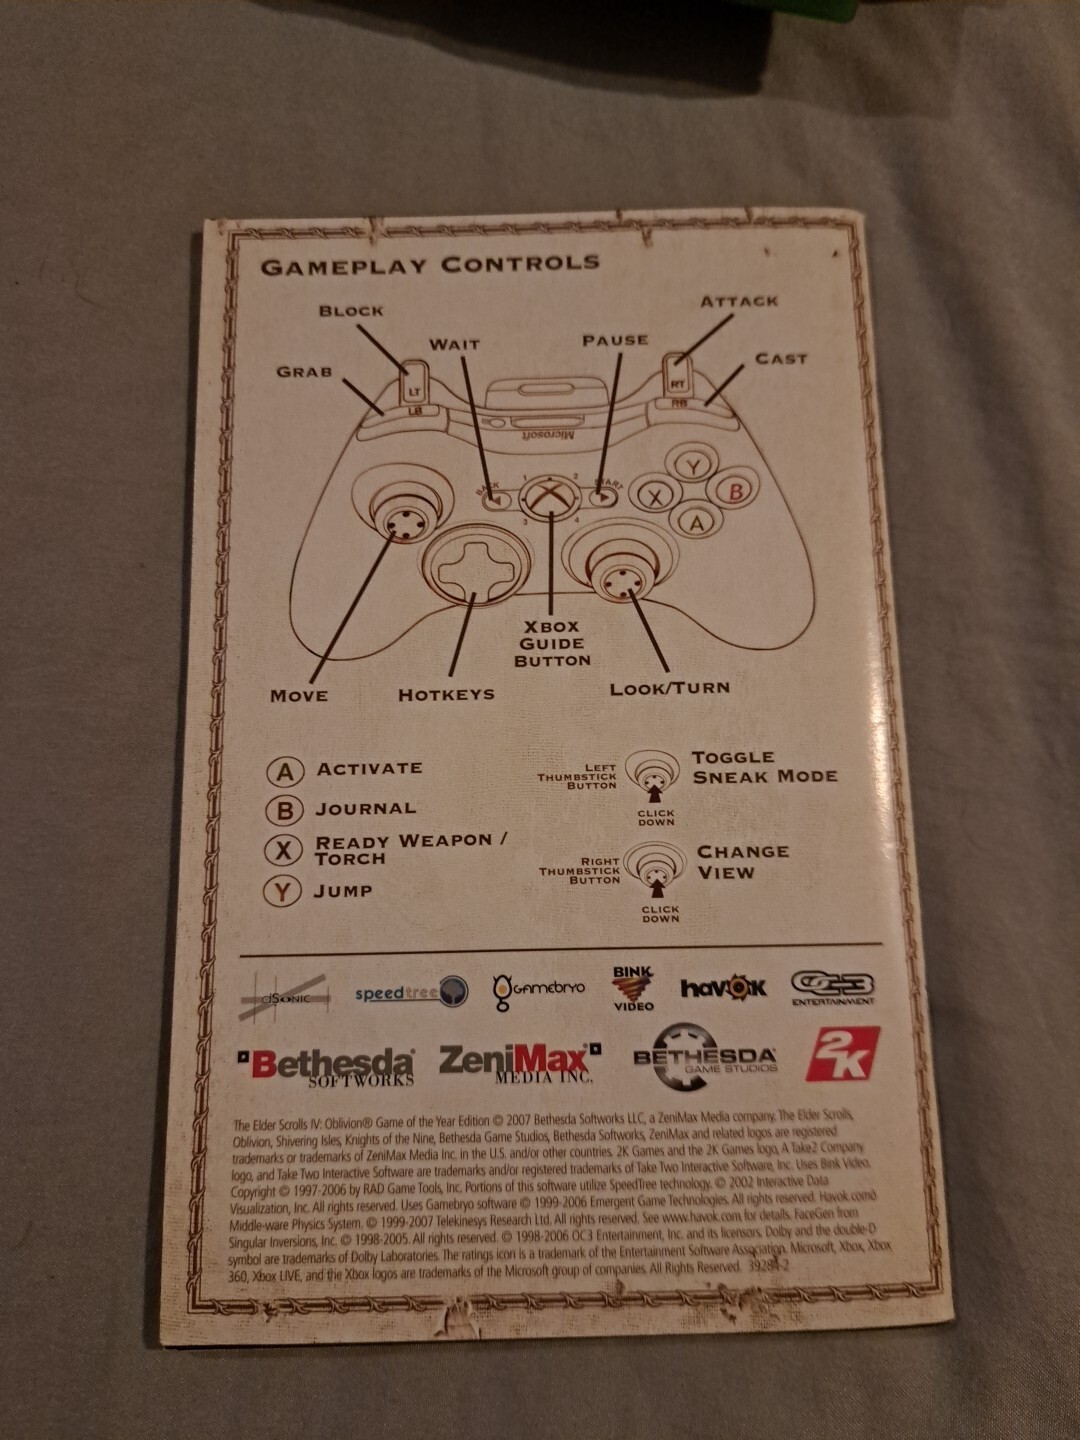 GAMEPLAY CONTROLS
BLOCK
ATTACK
WAIT
PAUSE
GRAB
CAST
LT
RT
LB
RB
Microsoft
BACK
START
1
2
3
4
Y
X
B
A
XBOX
GUIDE
BUTTON
MOVE
HOTKEYS
LOOK/TURN
A ACTIVATE
B JOURNAL
X READY WEAPON /
TORCH
Y JUMP
LEFT
THUMBSTICK
BUTTON
CLICK
DOWN
TOGGLE
SNEAK MODE
RIGHT
THUMBSTICK
BUTTON
CLICK
DOWN
CHANGE
VIEW
dSONIC
speedtree
GAMEBRYO
BINK
VIDEO
havok
OC3
ENTERTAINMENT
Bethesda
SOFTWORKS
ZeniMax
MEDIA INC.
BETHESDA
GAME STUDIOS
2K
The Elder Scrolls IV: Oblivion® Game of the Year Edition © 2007 Bethesda Softworks LLC, a ZeniMax Media company. The Elder Scrolls,
Oblivion, Shivering Isles, Knights of the Nine, Bethesda Game Studios, Bethesda Softworks, ZeniMax and related logos are registered
trademarks or trademarks of ZeniMax Media Inc. in the U.S. and/or other countries. 2K Games and the 2K Games logo, A Take2 Company
logo, and Take Two Interactive Software are trademarks and/or registered trademarks of Take Two Interactive Software, Inc. Uses Bink Video.
Copyright © 1997-2006 by RAD Game Tools, Inc. Portions of this software utilize SpeedTree technology. © 2002 Interactive Data
Visualization, Inc. All rights reserved. Uses Gamebryo software © 1999-2006 Emergent Game Technologies. All rights reserved. Havok.com©
Middle-ware Physics System. © 1999-2007 Telekinesys Research Ltd. All rights reserved. See www.havok.com for details. FaceGen from
Singular Inversions, Inc. © 1998-2005. All rights reserved. © 1998-2006 OC3 Entertainment, Inc. and its licensors. Dolby and the double-D
symbol are trademarks of Dolby Laboratories. The ratings icon is a trademark of the Entertainment Software Association. Microsoft, Xbox, Xbox
360, Xbox LIVE, and the Xbox logos are trademarks of the Microsoft group of companies. All Rights Reserved. 39284-2